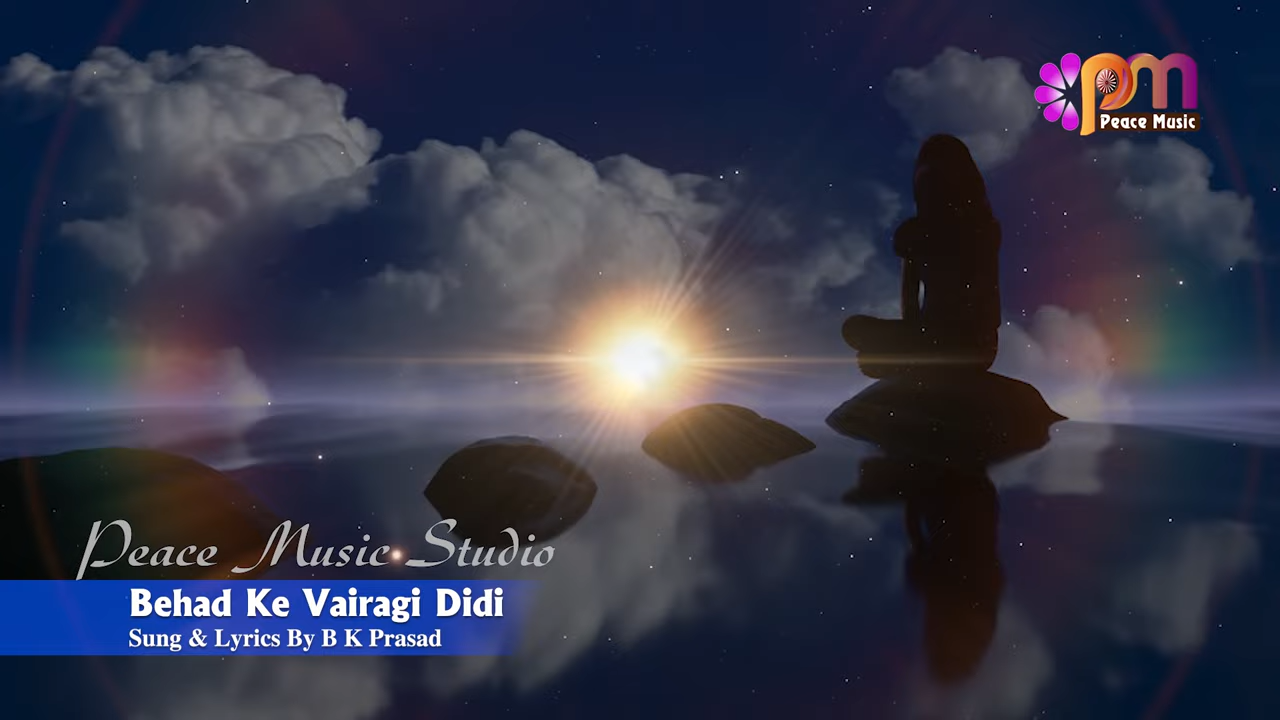 pm
Peace Music
Peace Music Studio
Behad Ke Vairagi Didi
Sung & Lyrics By B K Prasad